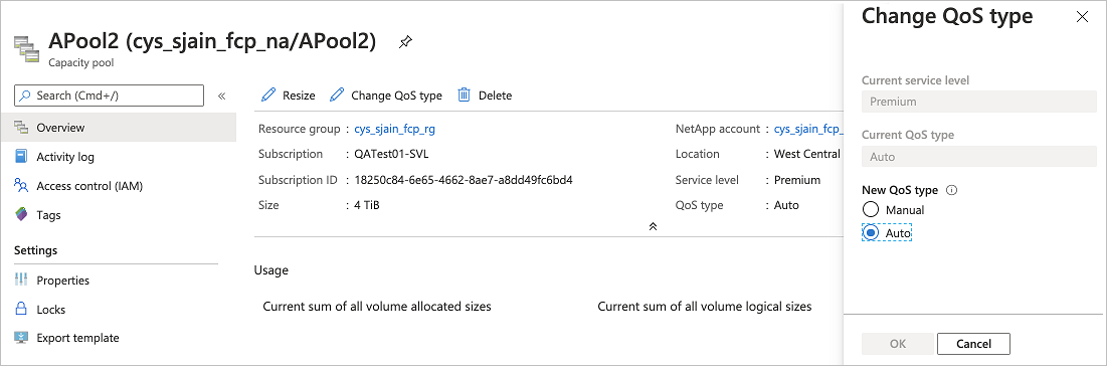 APool2 (cys_sjain_fcp_na/APool2)
Capacity pool
Search (Cmd+/)
«
Overview
Activity log
Access control (IAM)
Tags
Settings
Properties
Locks
Export template
Resize
Change QoS type
Delete
Resource group : cys_sjain_fcp_rg
Subscription : QATest01-SVL
Subscription ID : 18250c84-6e65-4662-8ae7-a8dd49fc6bd4
Size : 4 TiB
NetApp account : cys_sjain_fcp_
Location : West Central
Service level : Premium
QoS type : Auto
Usage
Current sum of all volume allocated sizes
Current sum of all volume logical sizes
Change QoS type
Current service level
Premium
Current QoS type
Auto
New QoS type
Manual
Auto
OK
Cancel